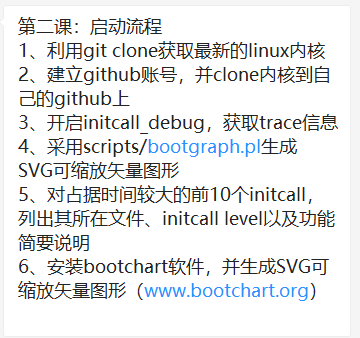 第二课：启动流程
1、利用git clone获取最新的linux内核
2、建立github账号，并clone内核到自
己的github上
3、开启initcall_debug，获取trace信息
4、采用scripts/bootgraph.pl生成
SVG可缩放矢量图形
5、对占据时间较大的前10个initcall，
列出其所在文件、initcall level以及功能
简要说明
6、安装bootchart软件，并生成SVG可
缩放矢量图形（www.bootchart.org）